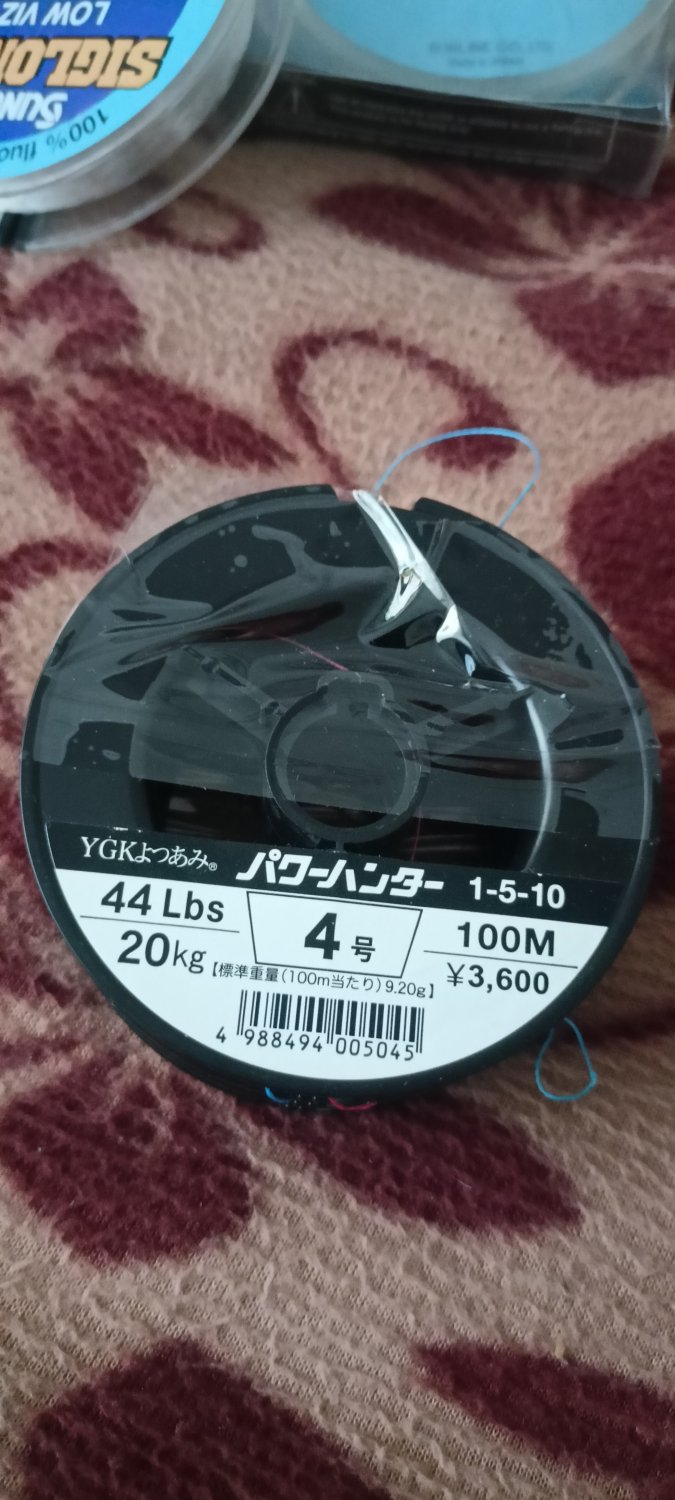 LOW VIZ
SIGLON
SUN
100% fluo
YGKよつあみ®
パワーハンター 1-5-10
44 Lbs
20kg
4号
100M
¥3,600
【標準重量(100m当たり)9.20g】
4 988494 005045